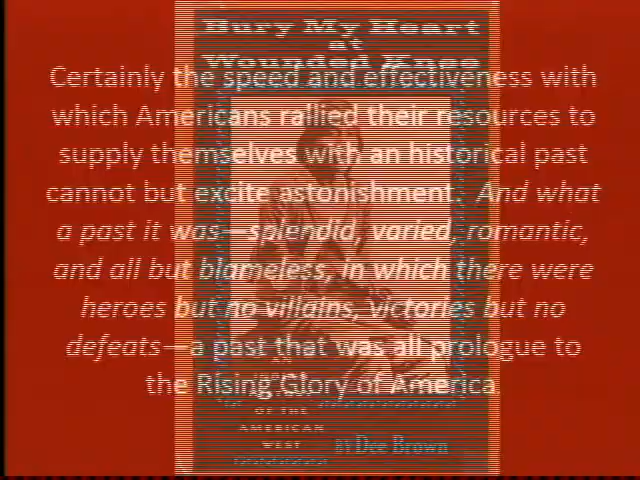 Bury My Heart
at
Wounded Knee
Certainly the speed and effectiveness with
which Americans rallied their resources to
supply themselves with an historical past
cannot but excite astonishment. And what
a past it was—splendid, varied, romantic,
and all but blameless, in which there were
heroes but no villains, victories but no
defeats—a past that was all prologue to
the Rising Glory of America.
AN
INDIAN
OF THE
AMERICAN
WEST
BY Dee Brown